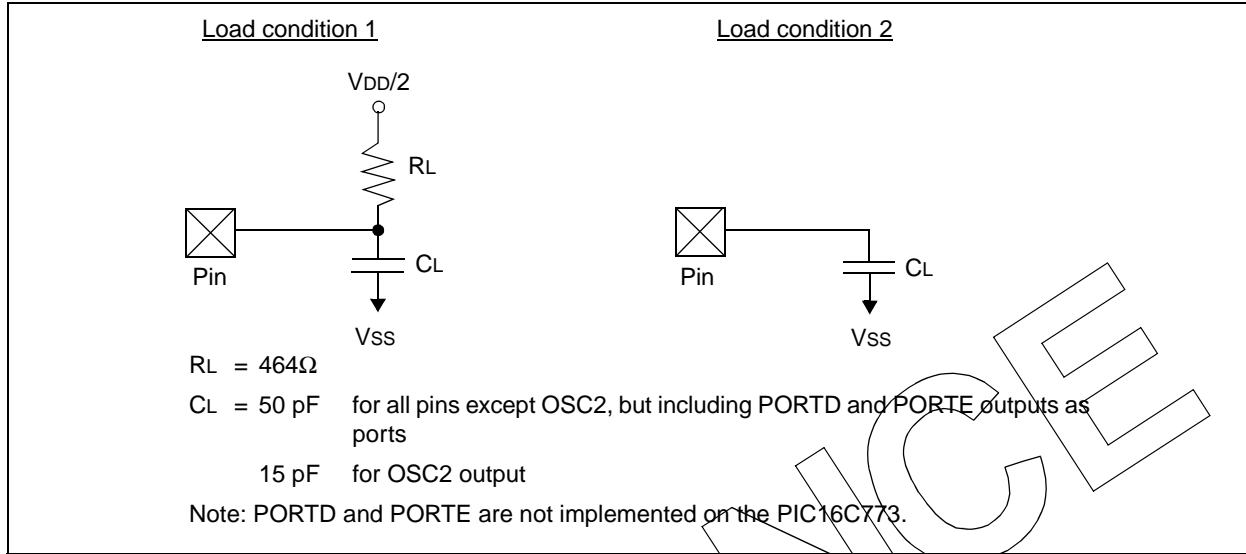 Load condition 1 Load condition 2
VDD/2
RL
CL
Pin
VSS
CL
Pin
VSS
RL = 464Ω
CL = 50 pF for all pins except OSC2, but including PORTD and PORTE outputs as
ports
15 pF for OSC2 output
Note: PORTD and PORTE are not implemented on the PIC16C773.
NCE